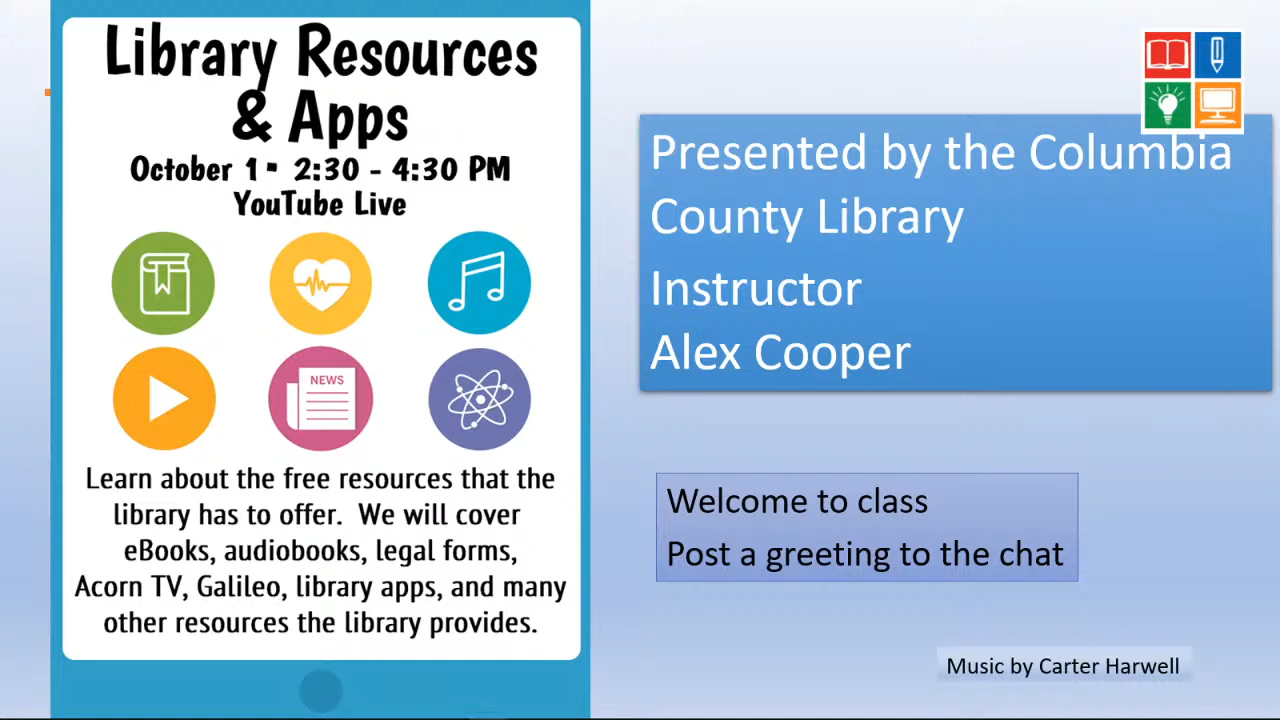 Library Resources
& Apps
October 1 ▪ 2:30 - 4:30 PM
YouTube Live
NEWS
Learn about the free resources that the
library has to offer. We will cover
eBooks, audiobooks, legal forms,
Acorn TV, Galileo, library apps, and many
other resources the library provides.
Presented by the Columbia
County Library
Instructor
Alex Cooper
Welcome to class
Post a greeting to the chat
Music by Carter Harwell